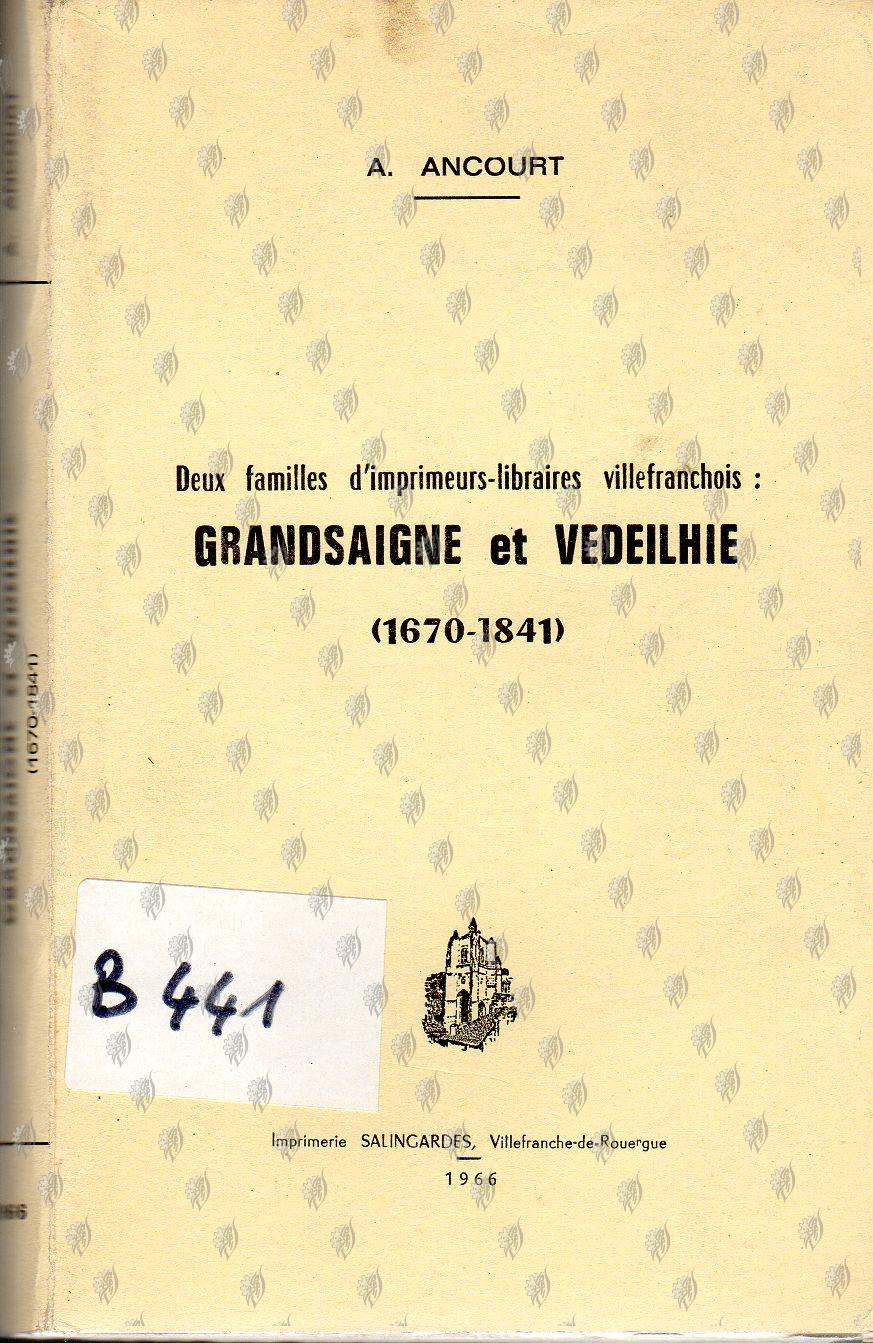 A. ANCOURT
Deux familles d'imprimeurs-libraires villefranchois :
GRANDSAIGNE et VEDEILHIE
(1670-1841)
B 441
Imprimerie SALINGARDES, Villefranche-de-Rouergue
1966
(1670-1841)